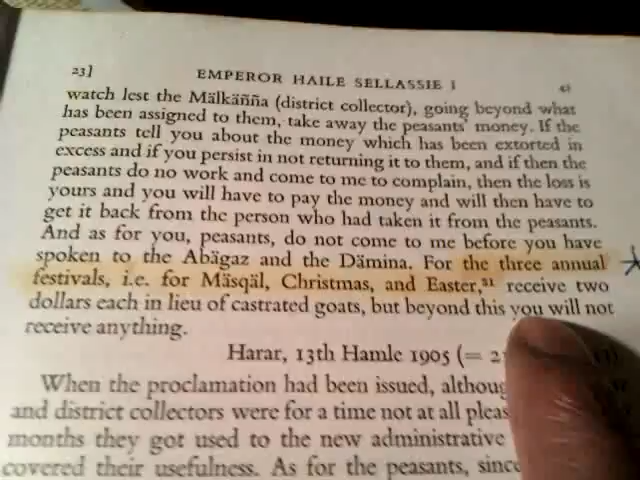 23] EMPEROR HAILE SELLASSIE I 41
watch lest the Mälkäñña (district collector), going beyond what
has been assigned to them, take away the peasants' money. If the
peasants tell you about the money which has been extorted in
excess and if you persist in not returning it to them, and if then the
peasants do no work and come to me to complain, then the loss is
yours and you will have to pay the money and will then have to
get it back from the person who had taken it from the peasants.
And as for you, peasants, do not come to me before you have
spoken to the Abägaz and the Dämina. For the three annual
festivals, i.e. for Mäsqäl, Christmas, and Easter,³¹ receive two
dollars each in lieu of castrated goats, but beyond this you will not
receive anything.
Harar, 13th Hamle 1905 (= 2
When the proclamation had been issued,
and district collectors were for a time not at all
months they got used to the new administrative
covered their usefulness. As for the peasants, since